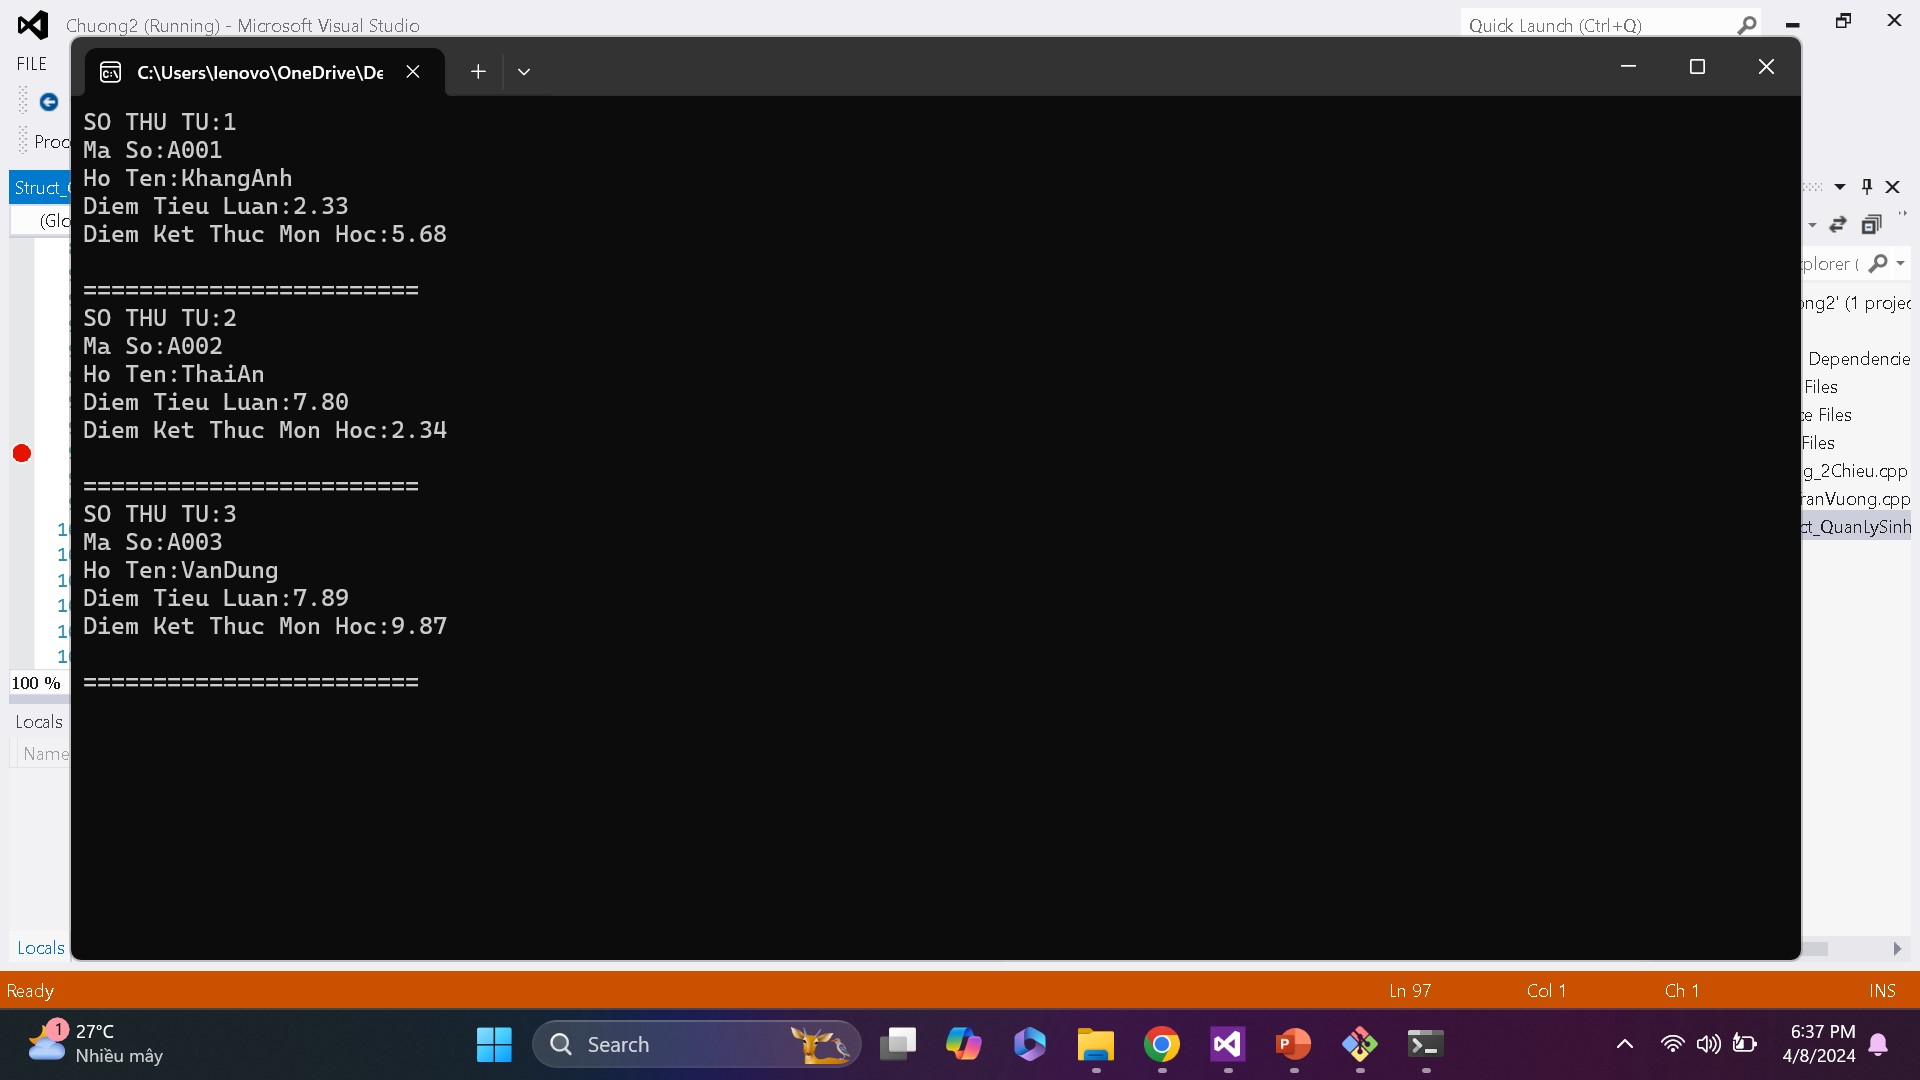 Chuong2 (Running) - Microsoft Visual Studio
Quick Launch (Ctrl+Q)
FILE
C:\Users\lenovo\OneDrive\De
Proc
Struct_
(Glo
SO THU TU:1
Ma So:A001
Ho Ten:KhangAnh
Diem Tieu Luan:2.33
Diem Ket Thuc Mon Hoc:5.68
========================
SO THU TU:2
Ma So:A002
Ho Ten:ThaiAn
Diem Tieu Luan:7.80
Diem Ket Thuc Mon Hoc:2.34
========================
SO THU TU:3
Ma So:A003
Ho Ten:VanDung
Diem Tieu Luan:7.89
Diem Ket Thuc Mon Hoc:9.87
========================
plorer (
ong2' (1 projec
Dependencie
Files
ce Files
Files
g_2Chieu.cpp
ranVuong.cpp
ct_QuanLySinh
100 %
Locals
Name
Locals
Ready
Ln 97
Col 1
Ch 1
INS
1
27°C
Nhiều mây
Search
6:37 PM
4/8/2024